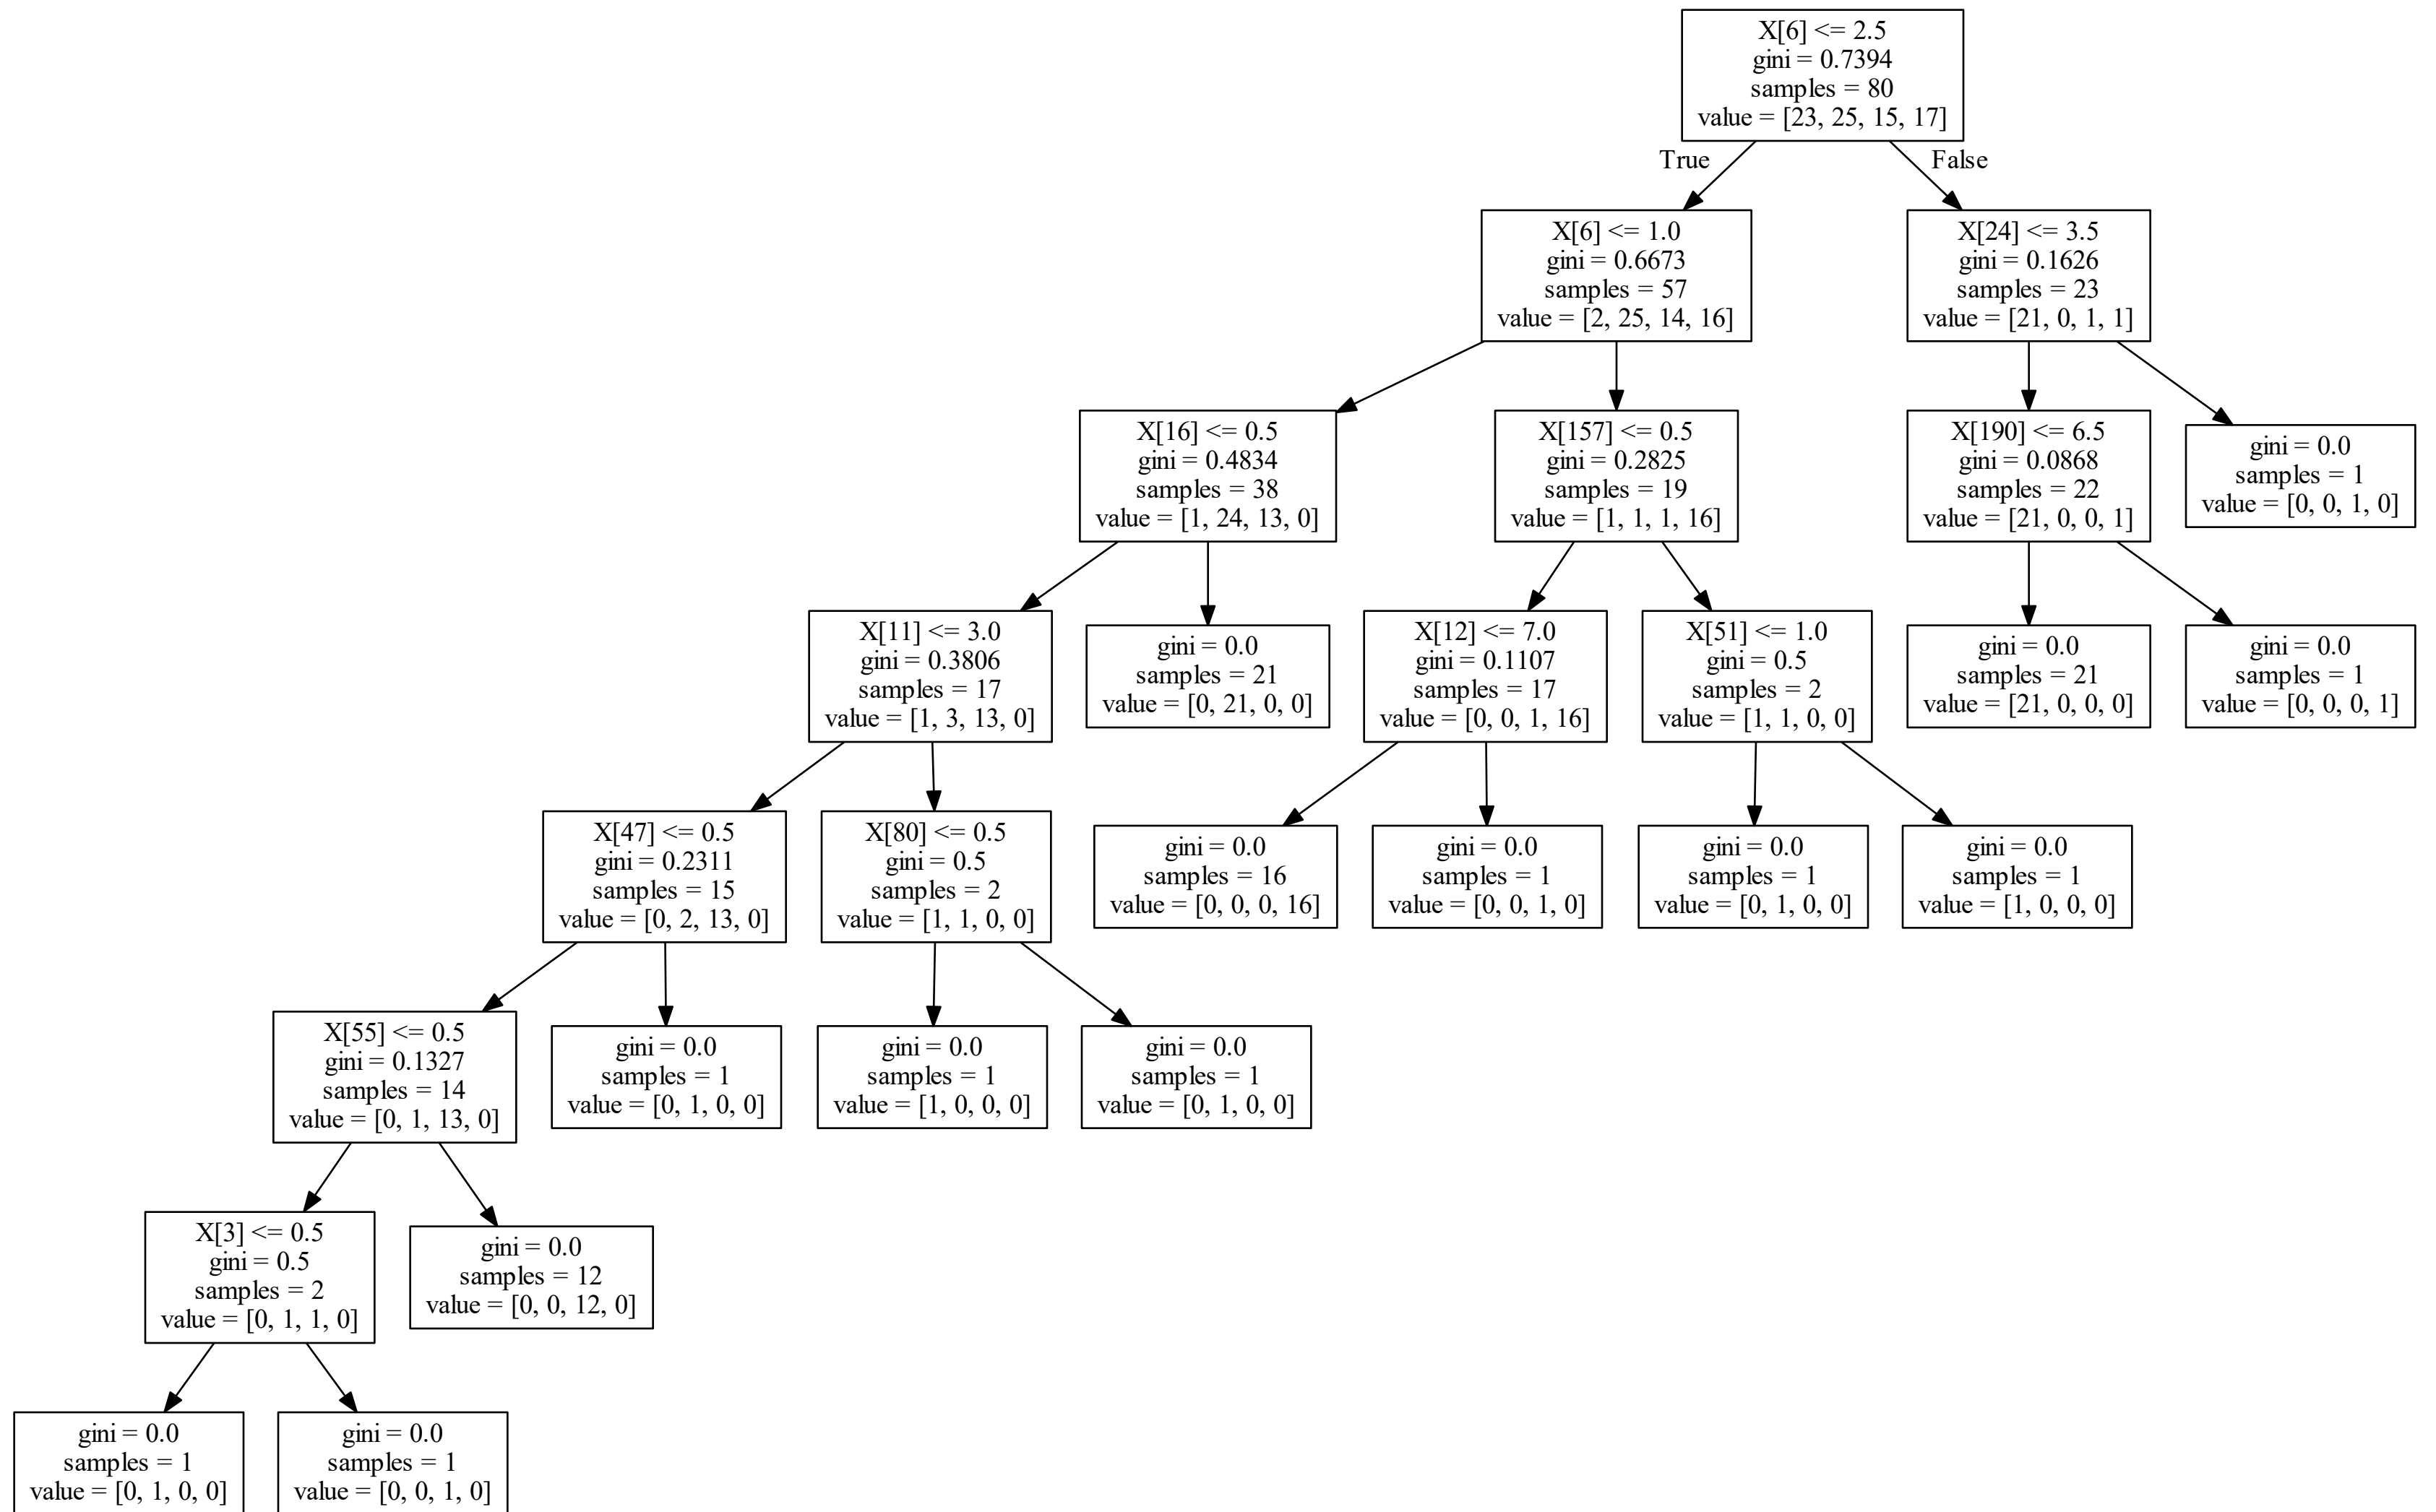 X[6] <= 2.5
gini = 0.7394
samples = 80
value = [23, 25, 15, 17]
True
False
X[6] <= 1.0
gini = 0.6673
samples = 57
value = [2, 25, 14, 16]
X[24] <= 3.5
gini = 0.1626
samples = 23
value = [21, 0, 1, 1]
X[16] <= 0.5
gini = 0.4834
samples = 38
value = [1, 24, 13, 0]
X[157] <= 0.5
gini = 0.2825
samples = 19
value = [1, 1, 1, 16]
X[190] <= 6.5
gini = 0.0868
samples = 22
value = [21, 0, 0, 1]
gini = 0.0
samples = 1
value = [0, 0, 1, 0]
X[11] <= 3.0
gini = 0.3806
samples = 17
value = [1, 3, 13, 0]
gini = 0.0
samples = 21
value = [0, 21, 0, 0]
X[12] <= 7.0
gini = 0.1107
samples = 17
value = [0, 0, 1, 16]
X[51] <= 1.0
gini = 0.5
samples = 2
value = [1, 1, 0, 0]
gini = 0.0
samples = 21
value = [21, 0, 0, 0]
gini = 0.0
samples = 1
value = [0, 0, 0, 1]
X[47] <= 0.5
gini = 0.2311
samples = 15
value = [0, 2, 13, 0]
X[80] <= 0.5
gini = 0.5
samples = 2
value = [1, 1, 0, 0]
gini = 0.0
samples = 16
value = [0, 0, 0, 16]
gini = 0.0
samples = 1
value = [0, 0, 1, 0]
gini = 0.0
samples = 1
value = [0, 1, 0, 0]
gini = 0.0
samples = 1
value = [1, 0, 0, 0]
X[55] <= 0.5
gini = 0.1327
samples = 14
value = [0, 1, 13, 0]
gini = 0.0
samples = 1
value = [0, 1, 0, 0]
gini = 0.0
samples = 1
value = [1, 0, 0, 0]
gini = 0.0
samples = 1
value = [0, 1, 0, 0]
X[3] <= 0.5
gini = 0.5
samples = 2
value = [0, 1, 1, 0]
gini = 0.0
samples = 12
value = [0, 0, 12, 0]
gini = 0.0
samples = 1
value = [0, 1, 0, 0]
gini = 0.0
samples = 1
value = [0, 0, 1, 0]